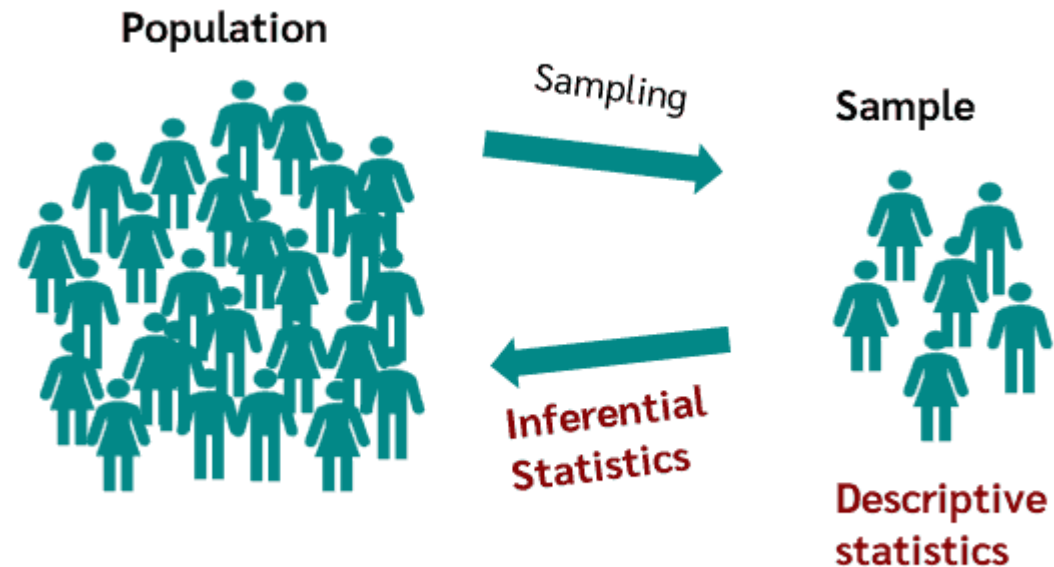 Population
Sampling
Sample
Inferential
Statistics
Descriptive
statistics